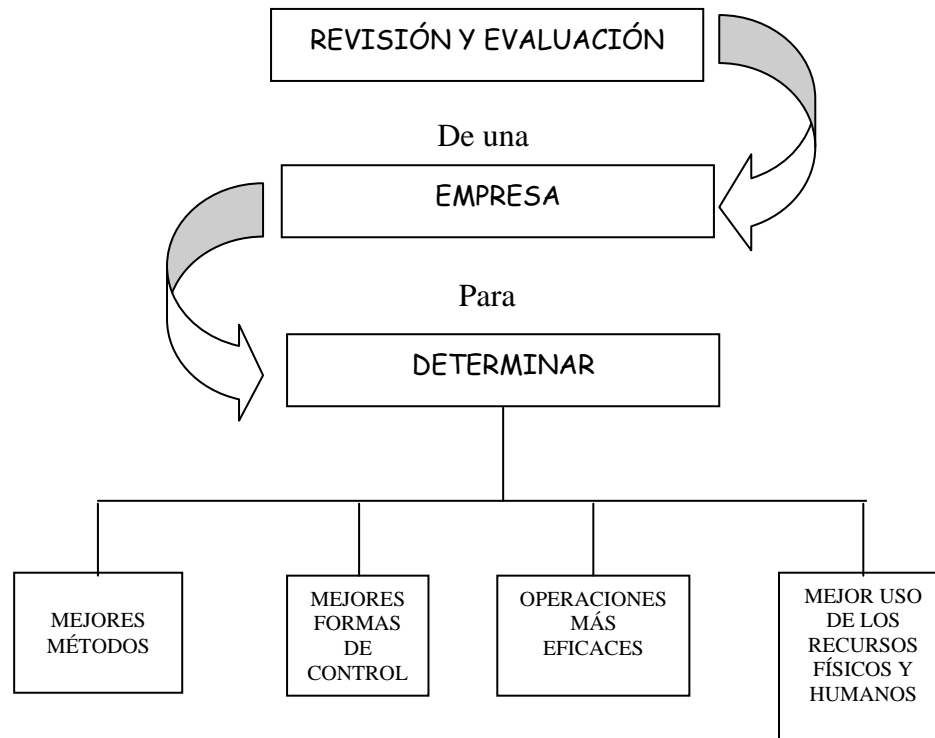 REVISIÓN Y EVALUACIÓN
De una
EMPRESA
Para
DETERMINAR
MEJORES
MÉTODOS
MEJORES
FORMAS
DE
CONTROL
OPERACIONES
MÁS
EFICACES
MEJOR USO
DE LOS
RECURSOS
FÍSICOS Y
HUMANOS